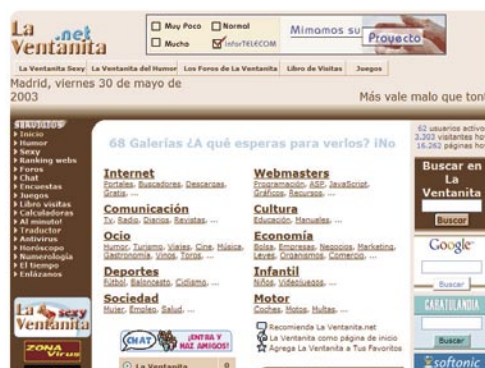 La .net
Ventanita
Muy Poco Normal
Mucho InforTELECOM
Mimamos su Proyecto
La Ventanita Sexy La Ventanita del Humor Los Foros de La Ventanita Libro de Visitas Juegos
Madrid, viernes 30 de mayo de
2003
Más vale malo que ton
Inicio
Humor
Sexy
Ranking webs
Foros
Chat
Encuestas
Juegos
Libro visitas
Calculadoras
Al minuto!
Traductor
Antivirus
Horóscopo
Numerología
El tiempo
Enlázanos
La sexy
Ventanita
ZONA
Virus
68 Galerías ¿A qué esperas para verlos? ¡No
Internet
Portales, Buscadores, Descargas,
Gratis, ...
Comunicación
Tv, Radio, Diarios, Revistas, ...
Ocio
Humor, Turismo, Viajes, Cine, Música,
Gastronomía, Vinos, Toros, ...
Deportes
Fútbol, Baloncesto, Ciclismo, ...
Sociedad
Mujer, Empleo, Salud, ...
Webmasters
Programación, ASP, JavaScript,
Gráficos, Recursos, ...
Cultura
Educación, Manuales, ...
Economía
Bolsa, Empresas, Negocios, Marketing,
Leyes, Organismos, Comercio, ...
Infantil
Niños, Videojuegos, ...
Motor
Coches, Motos, Multas, ...
CHAT ¡ENTRA Y
HAZ AMIGOS!
La Ventanita 0
Recomienda La Ventanita.net
La Ventanita como página de inicio
Agrega La Ventanita a Tus Favoritos
62 usuarios activo
3.303 visitantes ho
16.262 páginas ho
Buscar en
La
Ventanita
Buscar
Google
Buscar
CARATULANDIA
Buscar
softonic